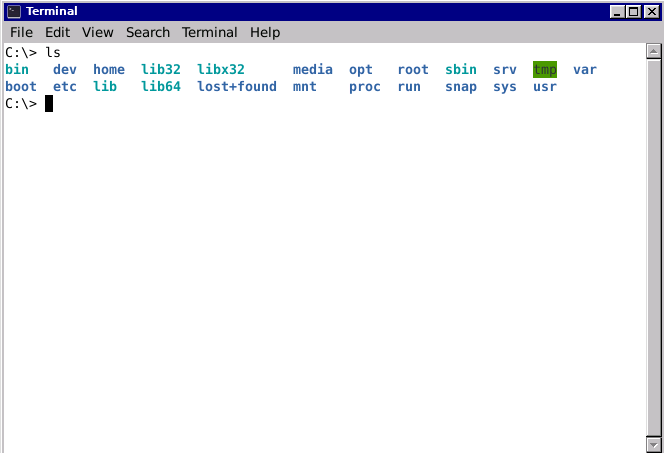 Terminal
File Edit View Search Terminal Help
C:\> ls
bin dev home lib32 libx32 media opt root sbin srv tmp var
boot etc lib lib64 lost+found mnt proc run snap sys usr
C:\>